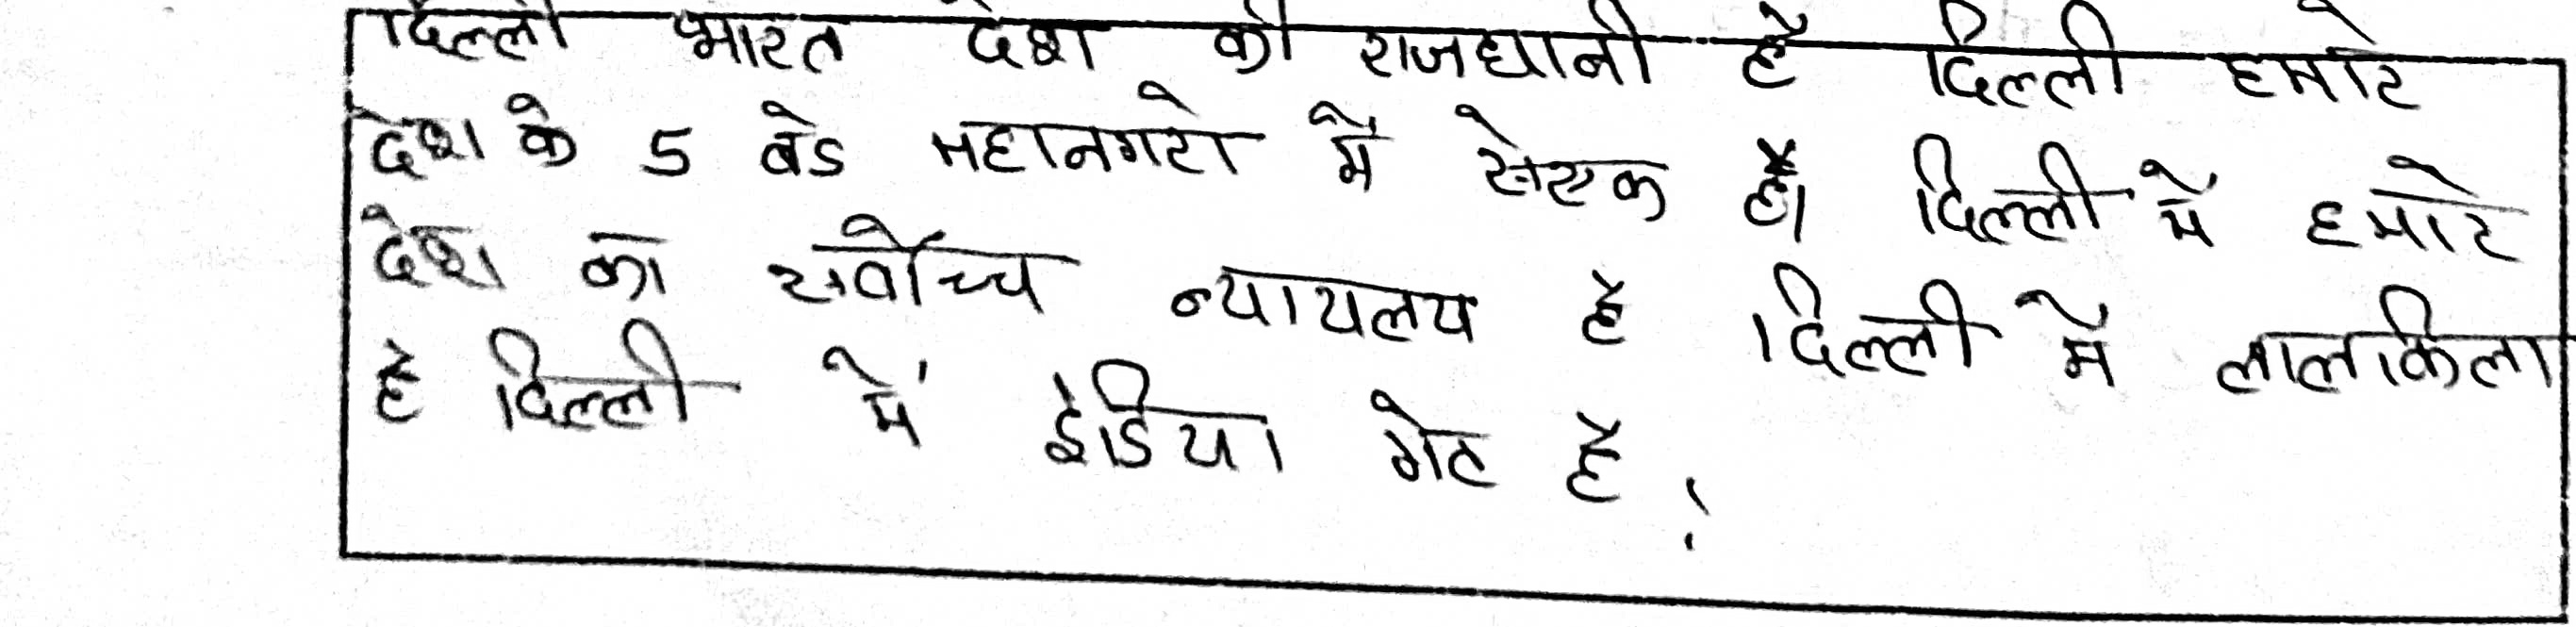 दिल्ली भारत देश की राजधानी है दिल्ली हमारे
देश के 5 बडे महानगरो में से एक है। दिल्ली में हमारे
देश का सर्वोच्च न्यायलय है दिल्ली में लालकिला
है दिल्ली में इंडिया गेट है।